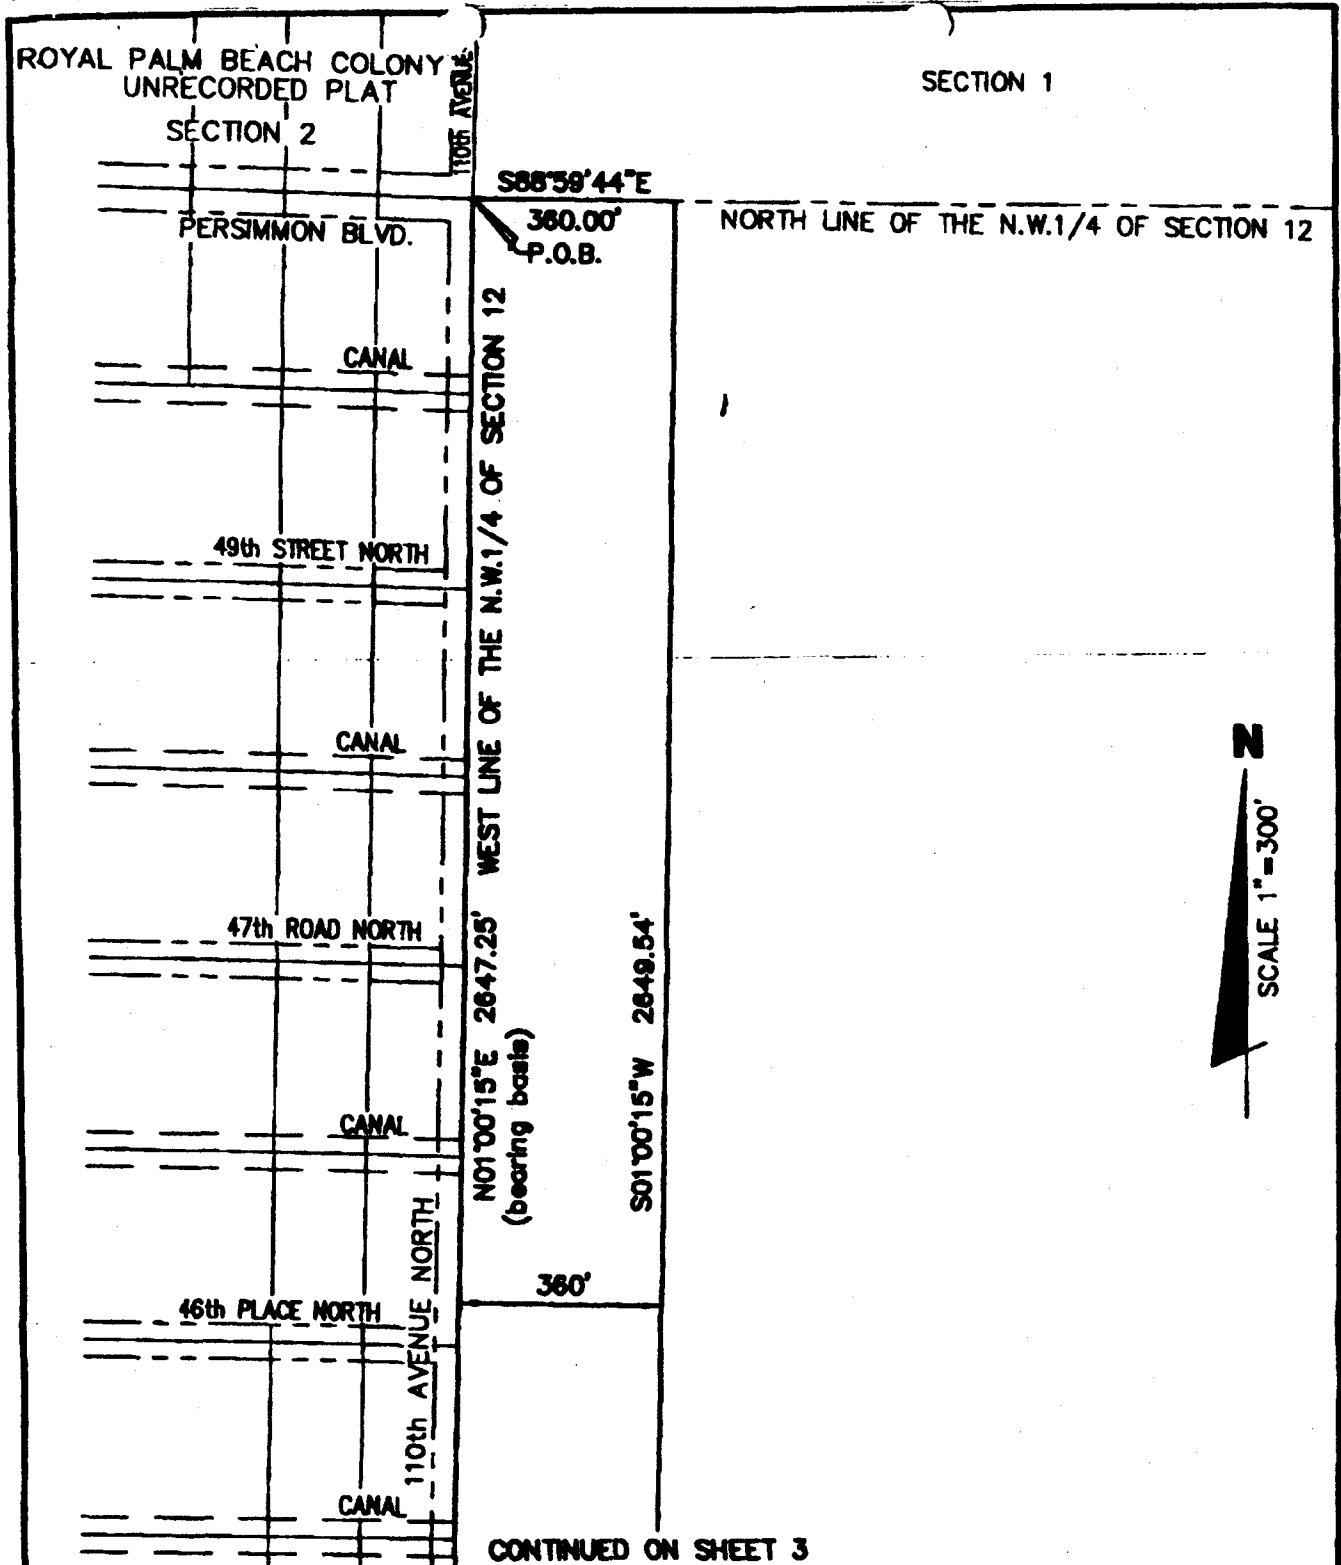 ROYAL PALM BEACH COLONY
UNRECORDED PLAT
SECTION 2
110th AVENUE
SECTION 1
S88°59'44"E
360.00'
P.O.B.
NORTH LINE OF THE N.W.1/4 OF SECTION 12
PERSIMMON BLVD.
CANAL
49th STREET NORTH
CANAL
WEST LINE OF THE N.W.1/4 OF SECTION 12
N
SCALE 1"=300'
47th ROAD NORTH
N01°00'15"E 2647.25'
(bearing basis)
S01°00'15"W 2649.54'
CANAL
110th AVENUE NORTH
360'
46th PLACE NORTH
CANAL
CONTINUED ON SHEET 3